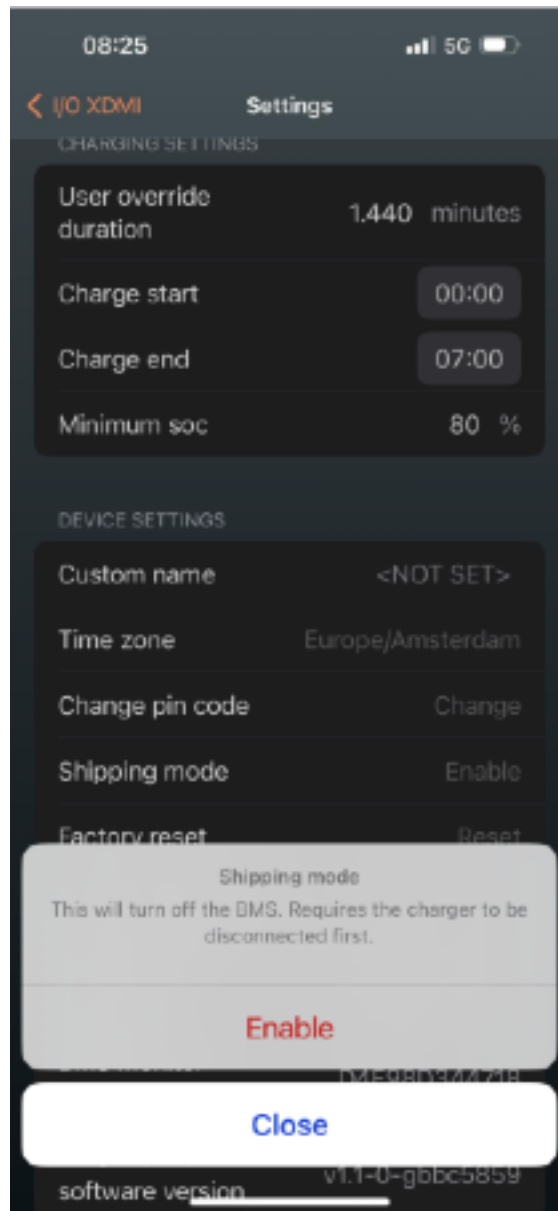 08:25
5G
I/O XDMI
Settings
CHARGING SETTINGS
User override
duration
1.440 minutes
Charge start
00:00
Charge end
07:00
Minimum soc
80 %
DEVICE SETTINGS
Custom name
<NOT SET>
Time zone
Europe/Amsterdam
Change pin code
Change
Shipping mode
Enable
Factory reset
Reset
Shipping mode
This will turn off the BMS. Requires the charger to be
disconnected first.
Enable
Close
v1.1-0-gbbc5859
software version